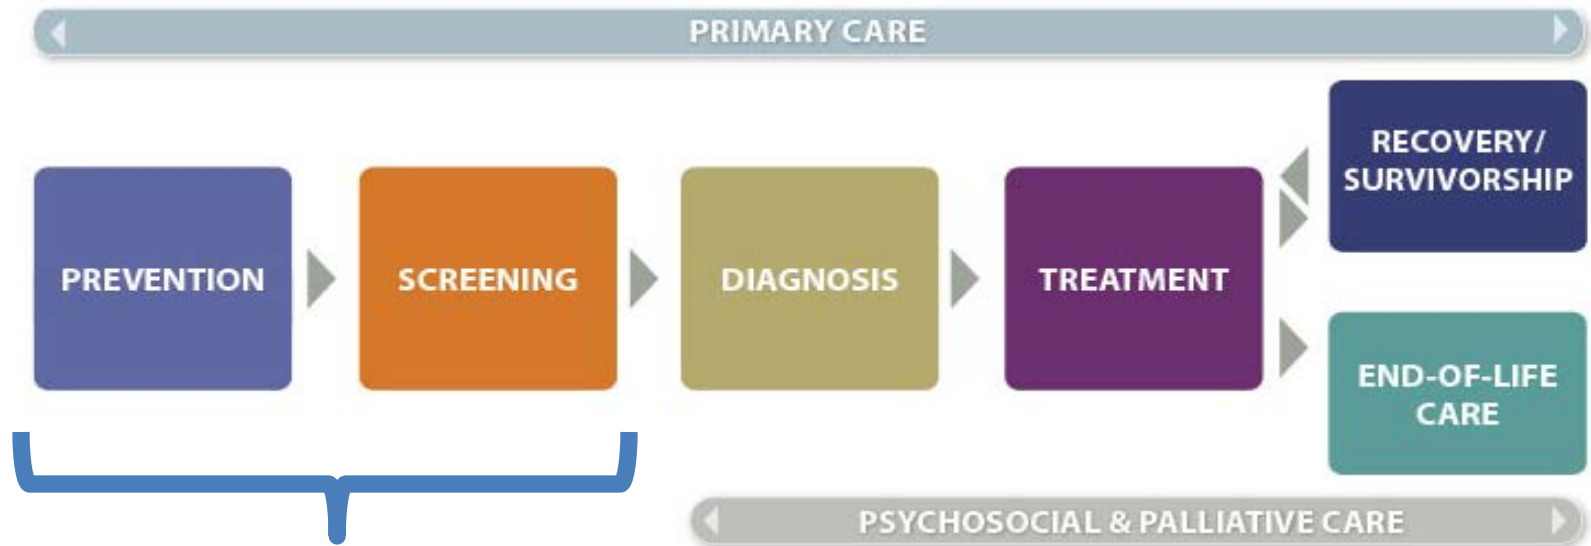 PRIMARY CARE
PREVENTION
SCREENING
DIAGNOSIS
TREATMENT
RECOVERY/
SURVIVORSHIP
END-OF-LIFE
CARE
PSYCHOSOCIAL & PALLIATIVE CARE